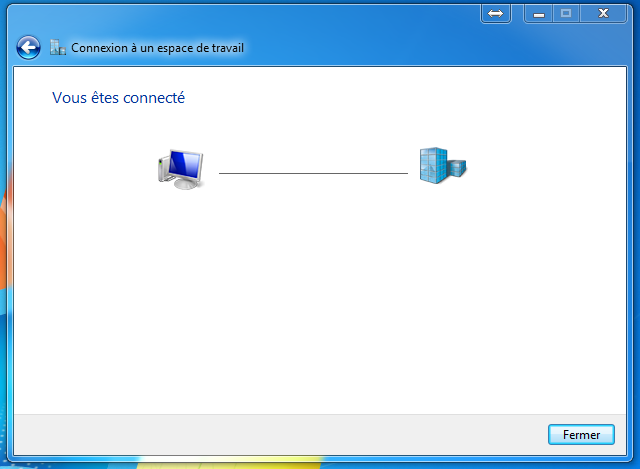 Connexion à un espace de travail
Vous êtes connecté
Fermer